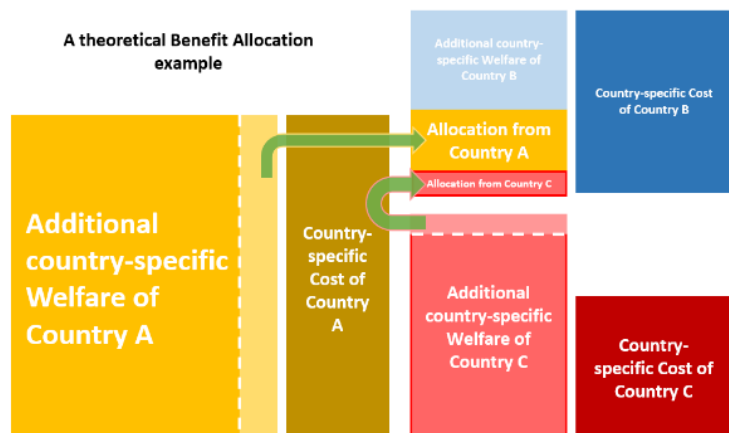 A theoretical Benefit Allocation
example
Additional country-
specific Welfare of
Country B
Country-specific Cost
of Country B
Allocation from
Country A
Allocation from Country C
Additional
country-specific
Welfare of
Country A
Country-
specific
Cost of
Country
A
Additional
country-specific
Welfare of
Country C
Country-
specific Cost of
Country C